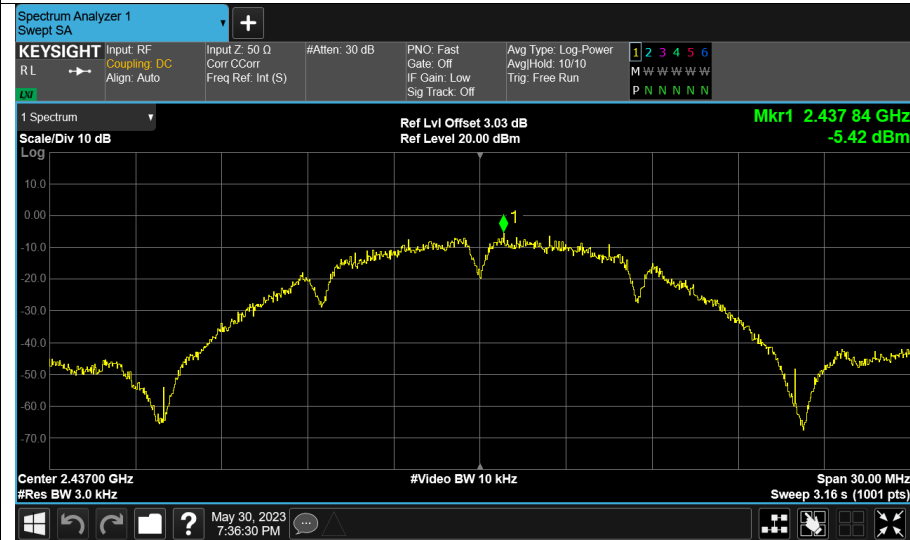 Spectrum Analyzer 1
Swept SA
+
KEYSIGHT
R L
LXI
Input: RF
Coupling: DC
Align: Auto
Input Z: 50 Ω
Corr CCorr
Freq Ref: Int (S)
#Atten: 30 dB
PNO: Fast
Gate: Off
IF Gain: Low
Sig Track: Off
Avg Type: Log-Power
Avg|Hold: 10/10
Trig: Free Run
1 2 3 4 5 6
M W W W W W
P N N N N N
1 Spectrum
Scale/Div 10 dB
Log
Ref Lvl Offset 3.03 dB
Ref Level 20.00 dBm
Mkr1 2.437 84 GHz
-5.42 dBm
10.0
0.00
-10.0
-20.0
-30.0
-40.0
-50.0
-60.0
-70.0
1
Center 2.43700 GHz
#Res BW 3.0 kHz
#Video BW 10 kHz
Span 30.00 MHz
Sweep 3.16 s (1001 pts)
?
May 30, 2023
7:36:30 PM